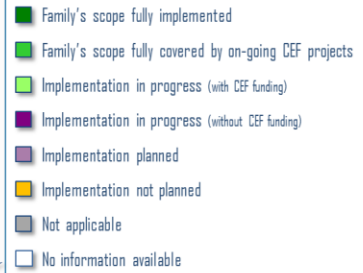 Family's scope fully implemented
Family's scope fully covered by on-going CEF projects
Implementation in progress (with CEF funding)
Implementation in progress (without CEF funding)
Implementation planned
Implementation not planned
Not applicable
No information available